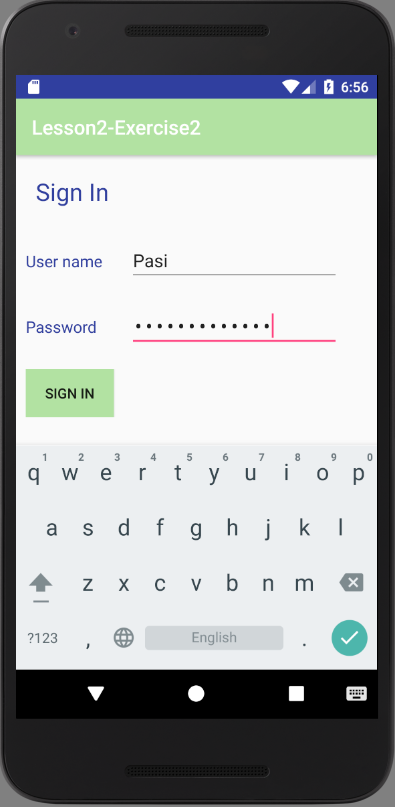 6:56
Lesson2-Exercise2
Sign In
User name Pasi
Password •••••••••••••
SIGN IN
1 2 3 4 5 6 7 8 9 0
q w e r t y u i o p
a s d f g h j k l
z x c v b n m
?123 , English .